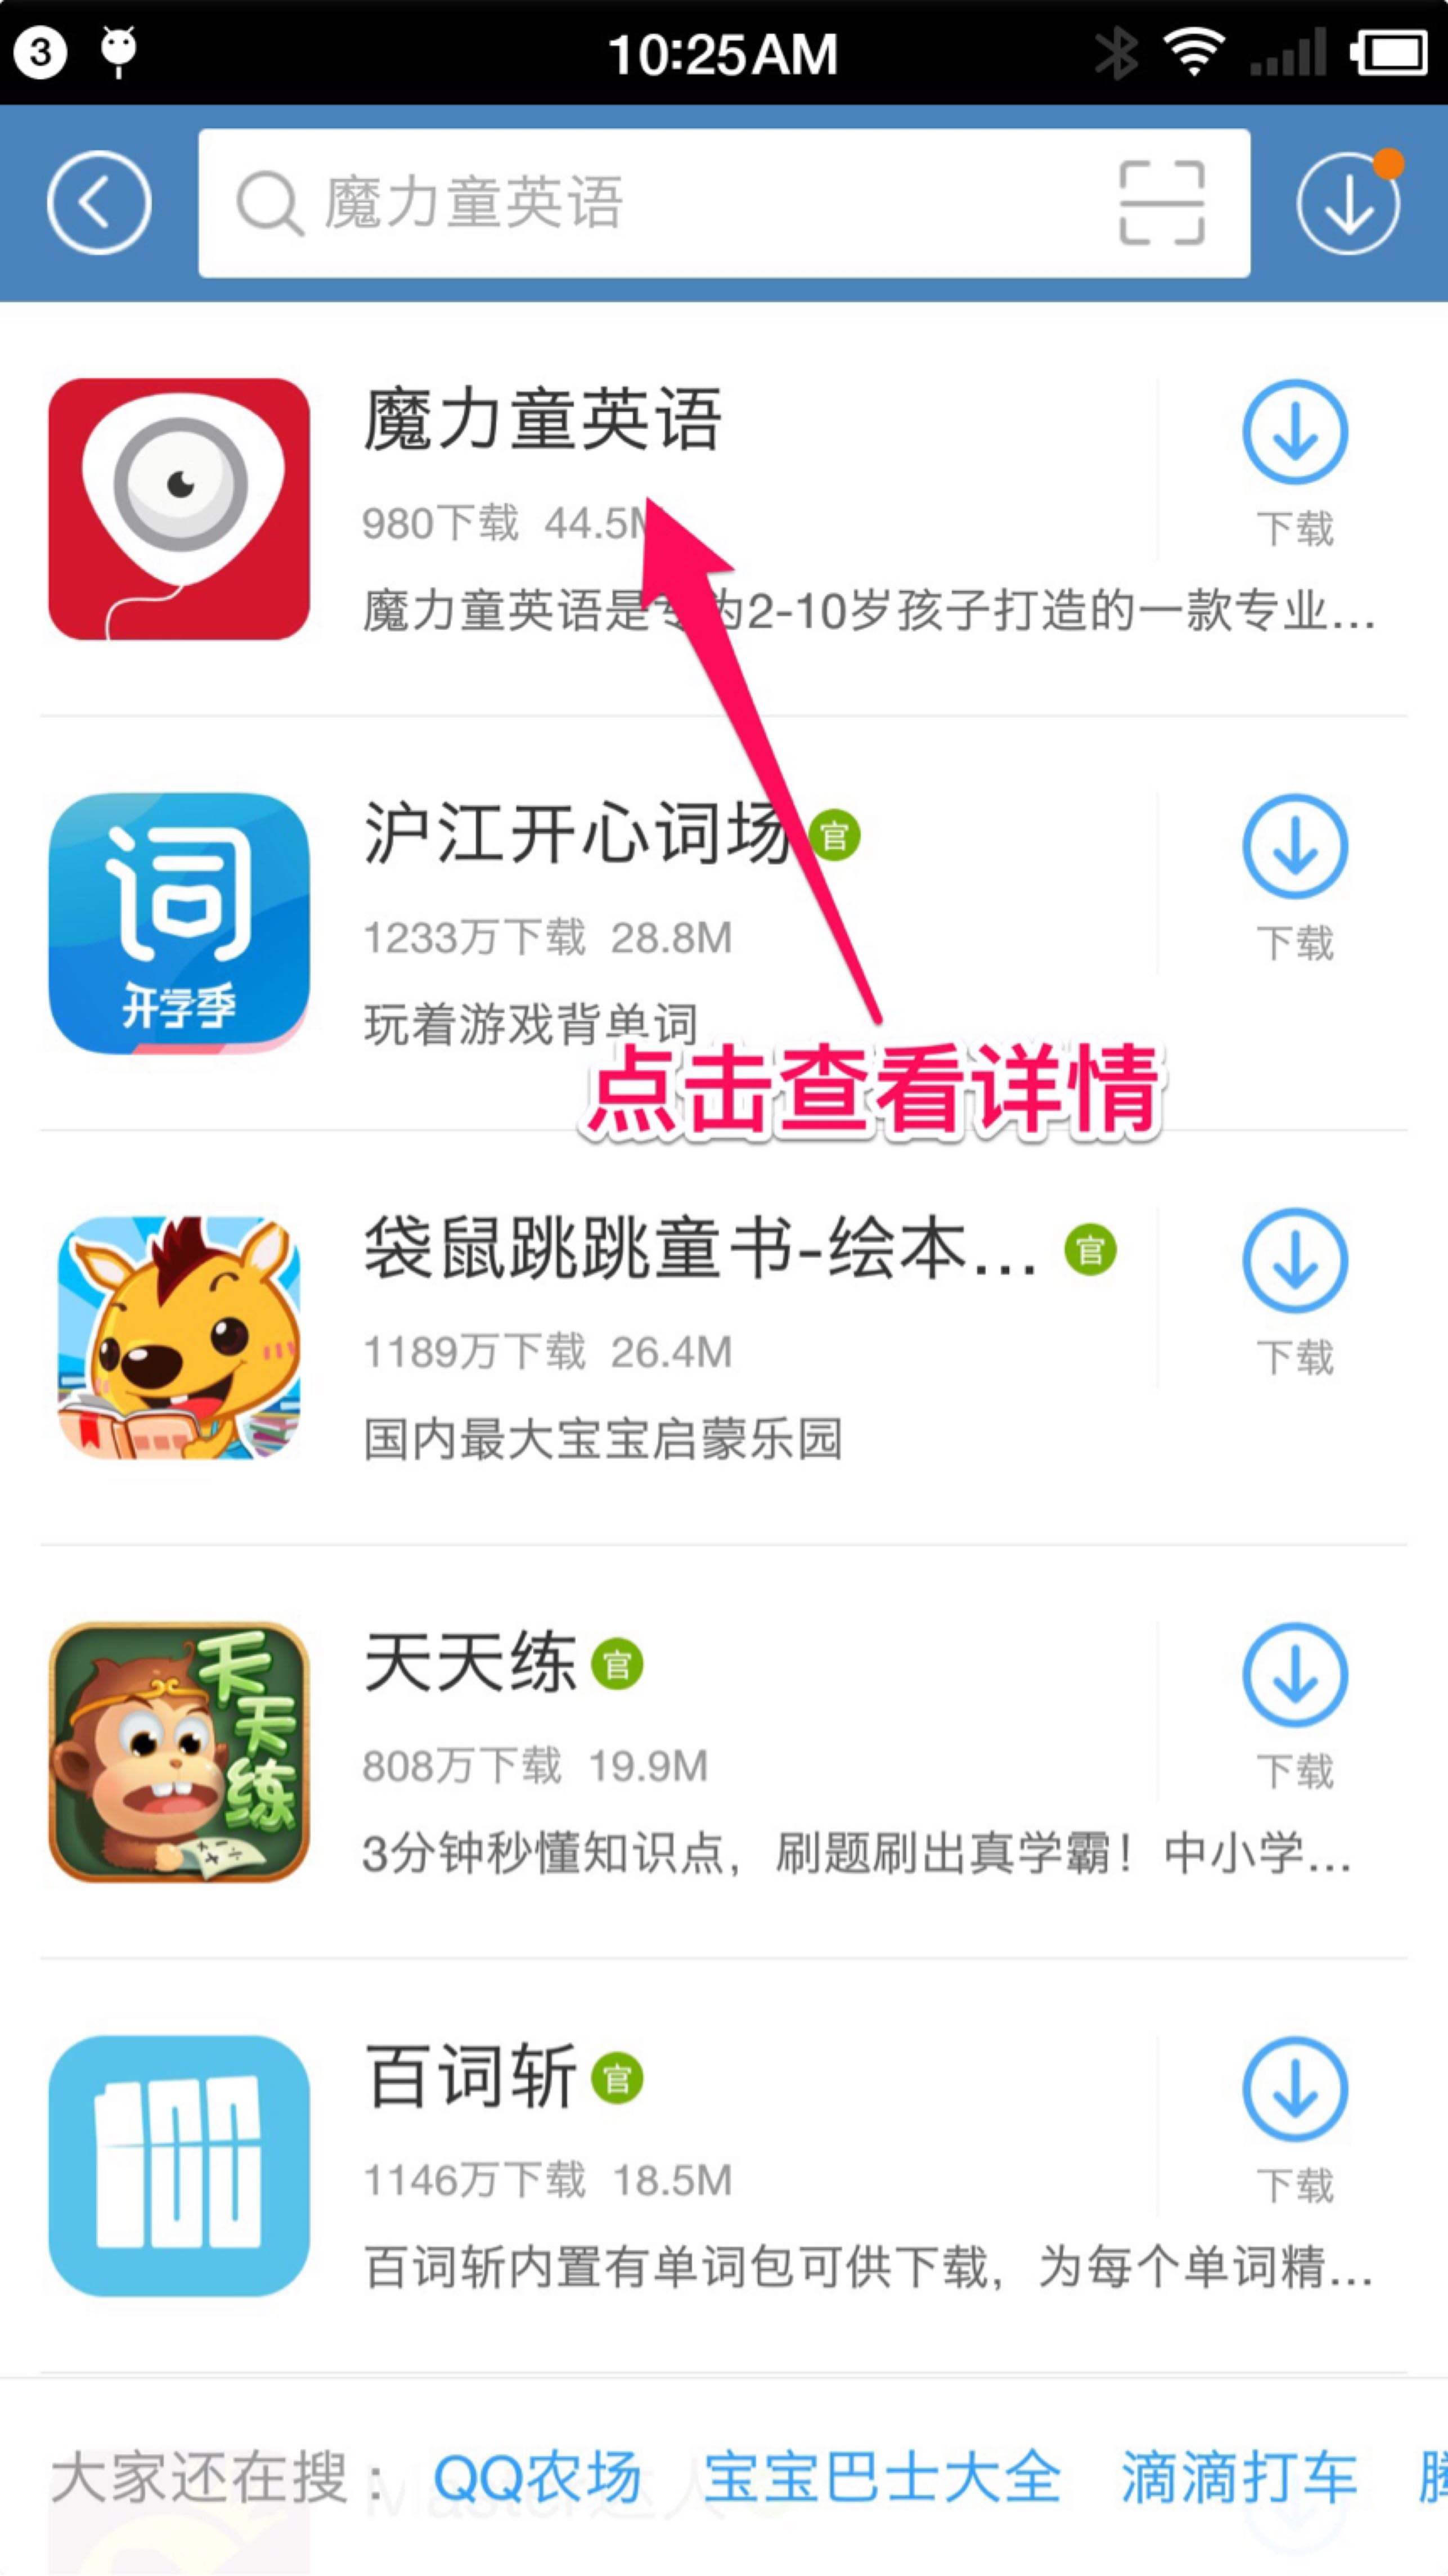 3
10:25AM
魔力童英语
魔力童英语
980下载 44.5M
下载
魔力童英语是专为2-10岁孩子打造的一款专业...
词
开学季
沪江开心词场 官
1233万下载 28.8M
下载
玩着游戏背单词
点击查看详情
袋鼠跳跳童书-绘本... 官
1189万下载 26.4M
下载
国内最大宝宝启蒙乐园
天天练
天天练 官
808万下载 19.9M
下载
3分钟秒懂知识点，刷题刷出真学霸！中小学...
100
百词斩 官
1146万下载 18.5M
下载
百词斩内置有单词包可供下载，为每个单词精...
大家还在搜： QQ农场 宝宝巴士大全 滴滴打车